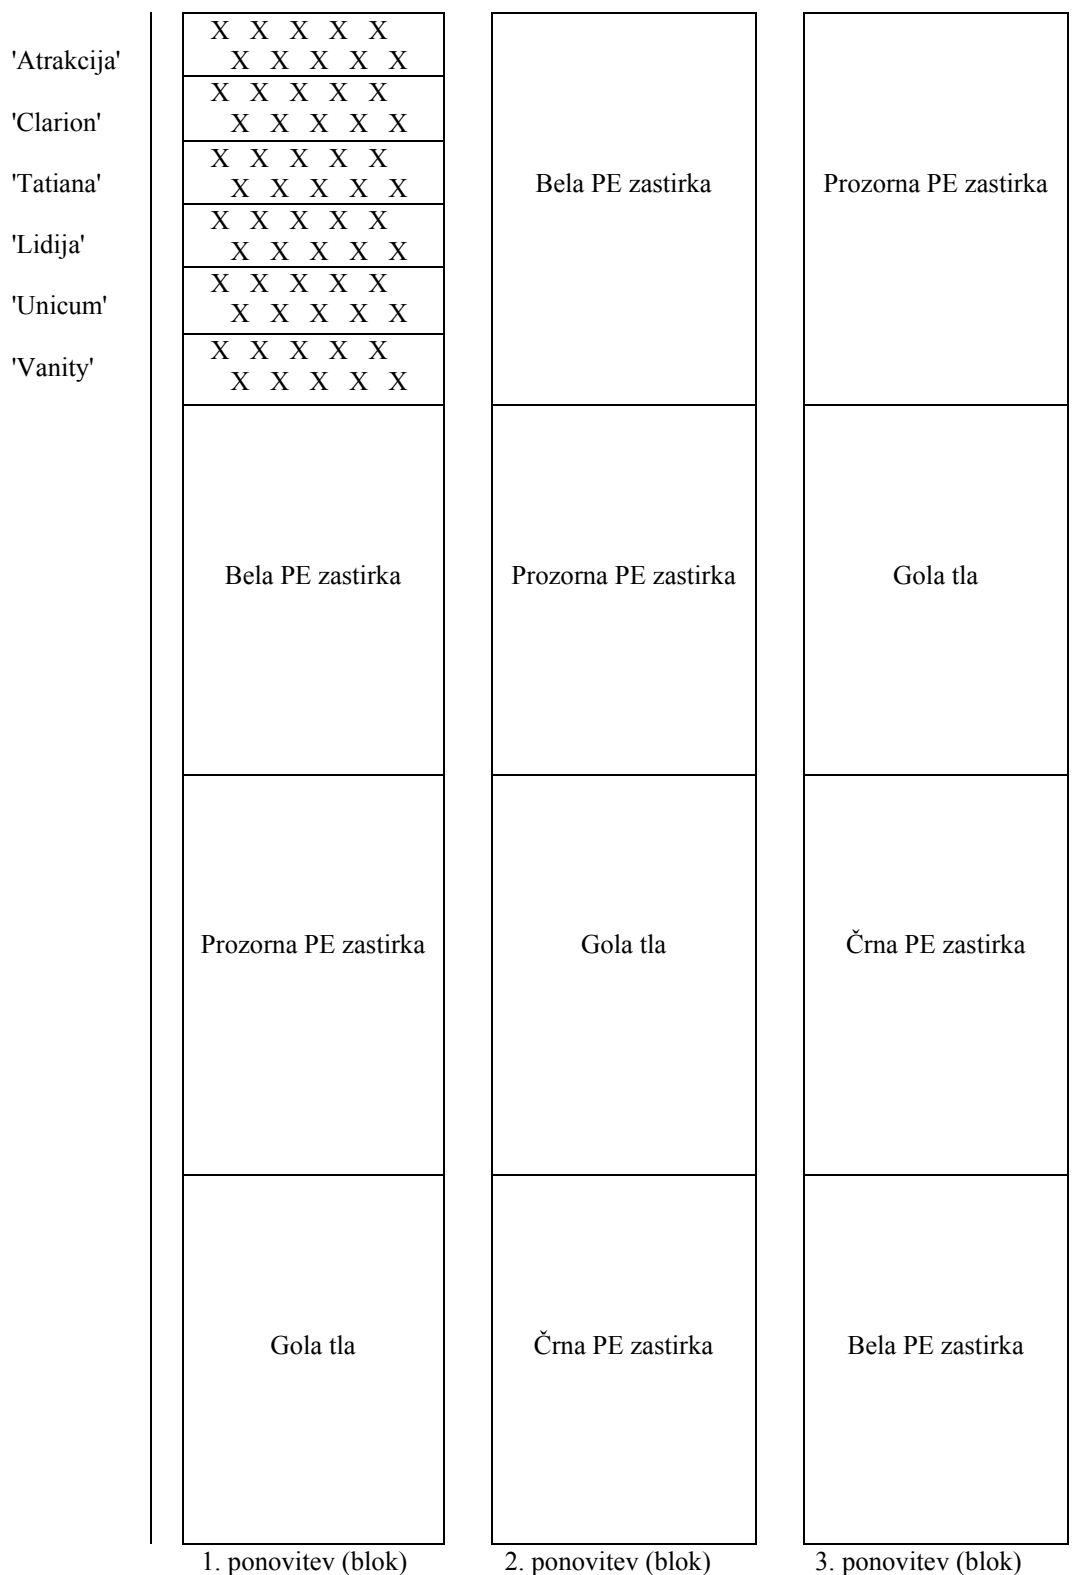 'Atrakcija'
X X X X X
X X X X X
'Clarion'
X X X X X
X X X X X
'Tatiana'
X X X X X
X X X X X
'Lidija'
X X X X X
X X X X X
'Unicum'
X X X X X
X X X X X
'Vanity'
X X X X X
X X X X X
Bela PE zastirka
Prozorna PE zastirka
Bela PE zastirka
Prozorna PE zastirka
Gola tla
Prozorna PE zastirka
Gola tla
Črna PE zastirka
Gola tla
Črna PE zastirka
Bela PE zastirka
1. ponovitev (blok)
2. ponovitev (blok)
3. ponovitev (blok)